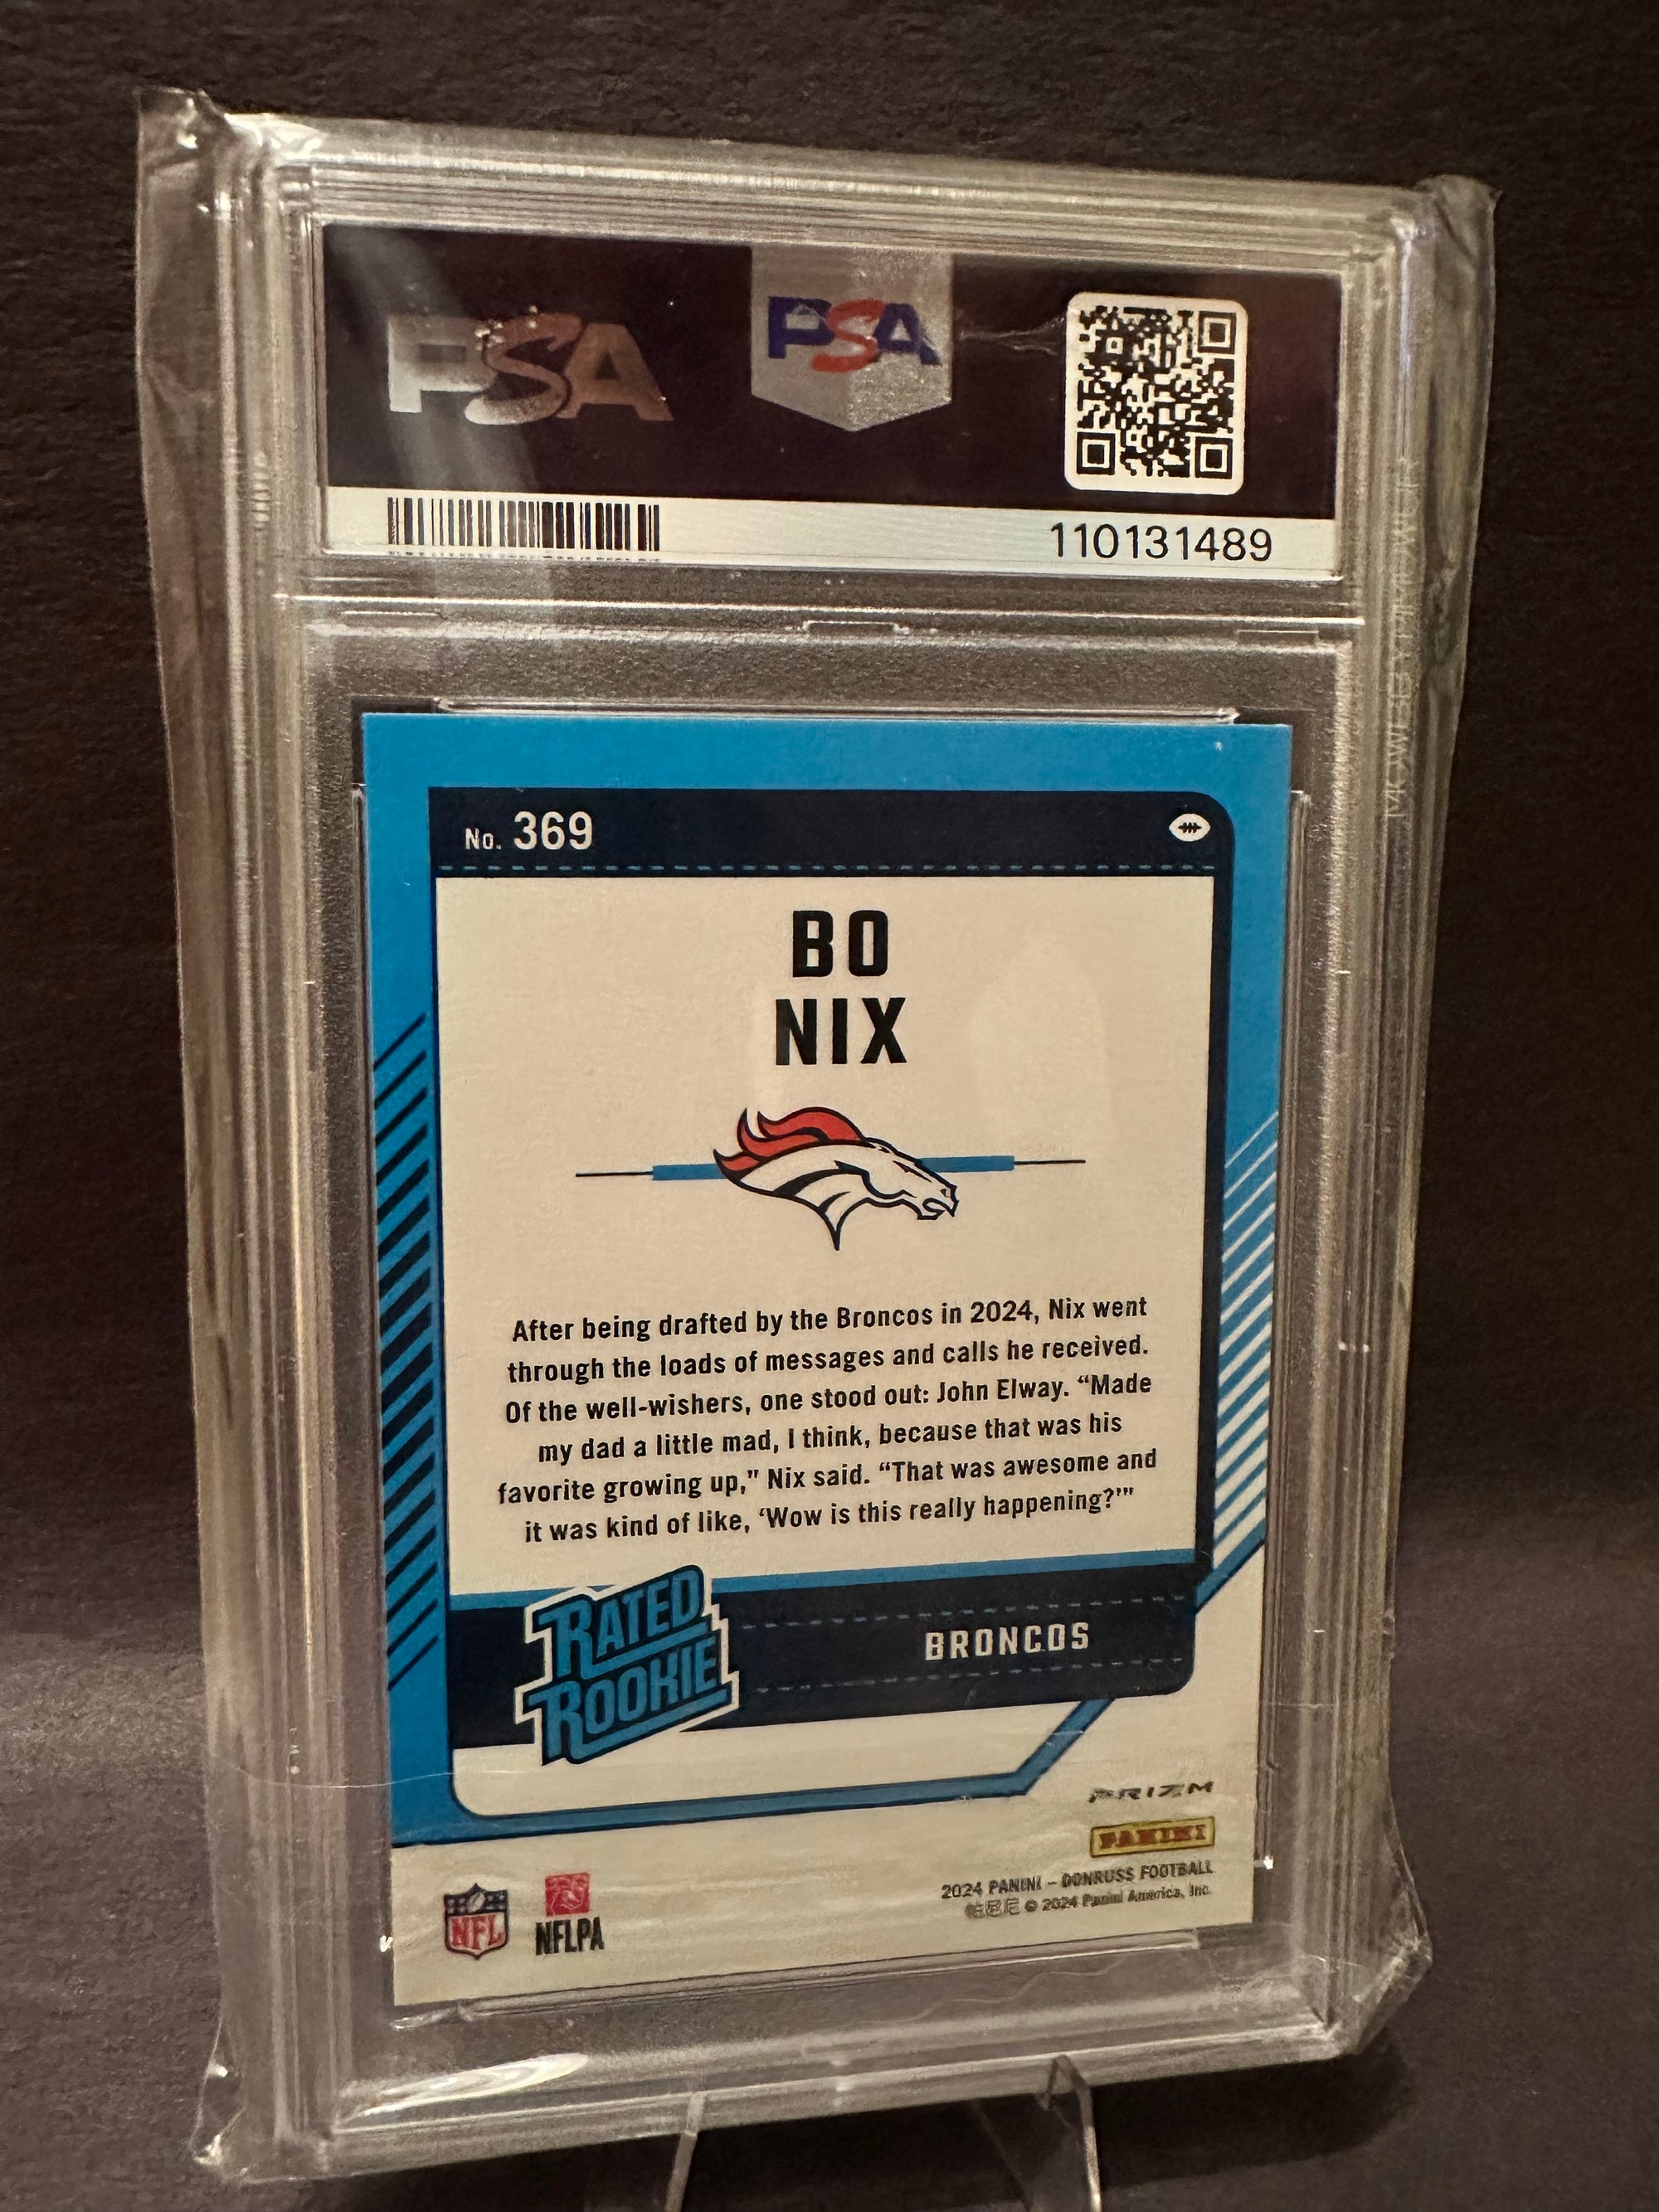 PSA
PSA
110131489
No. 369
BO
NIX
After being drafted by the Broncos in 2024, Nix went
through the loads of messages and calls he received.
Of the well-wishers, one stood out: John Elway. “Made
my dad a little mad, I think, because that was his
favorite growing up,” Nix said. “That was awesome and
it was kind of like, ‘Wow is this really happening?’”
RATED
ROOKIE
BRONCOS
PRIZM
PANINI
NFL
NFLPA
2024 PANINI – DONRUSS FOOTBALL
帕尼尼 © 2024 Panini America, Inc.